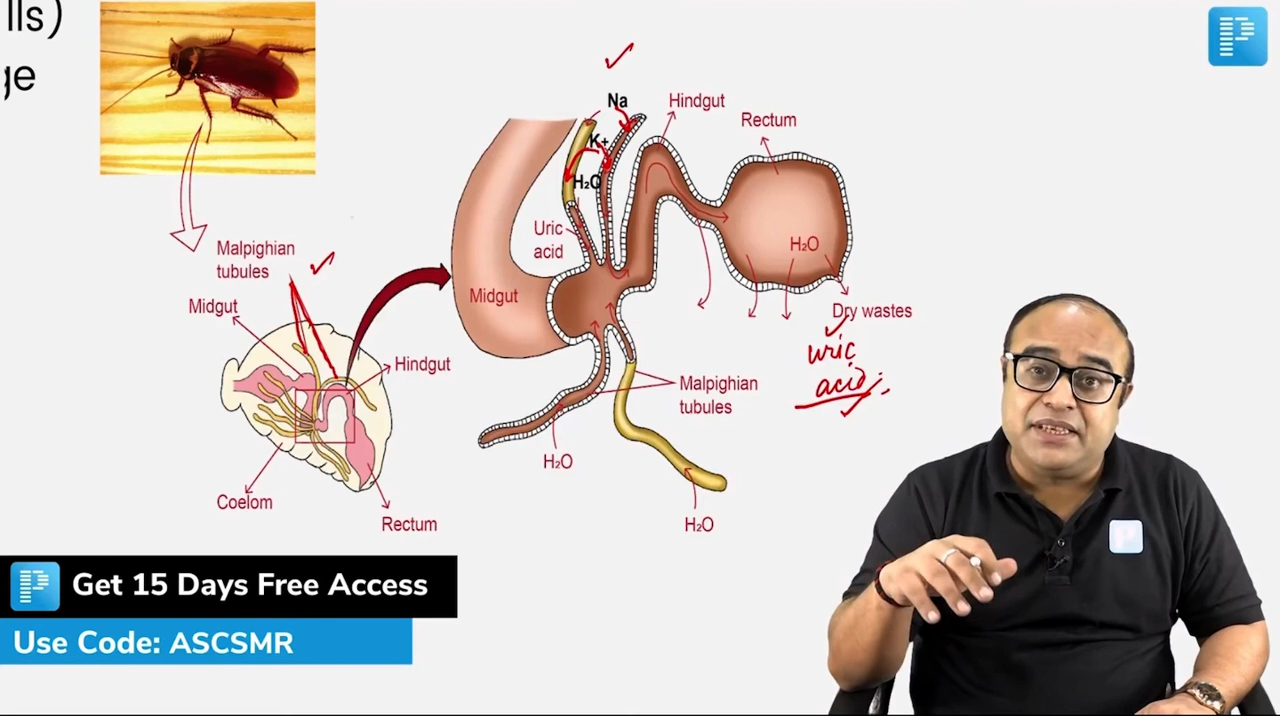 lls)
ge
Malpighian
tubules
Midgut
Hindgut
Coelom
Rectum
Na
K+
H₂O
Hindgut
Rectum
Uric
acid
Midgut
H₂O
Dry wastes
uric
acid
Malpighian
tubules
H₂O
H₂O
Get 15 Days Free Access
Use Code: ASCSMR